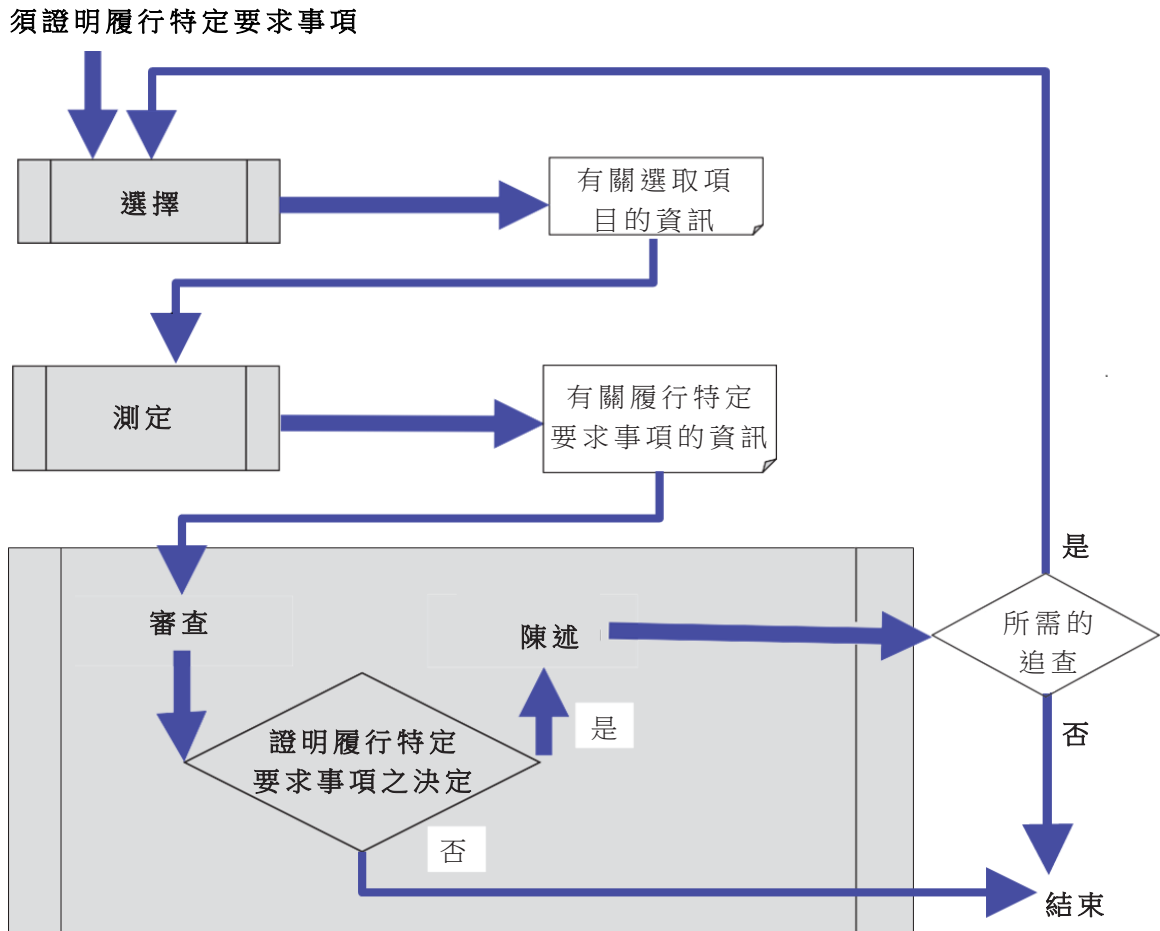 須證明履行特定要求事項
選擇
有關選取項
目的資訊
測定
有關履行特定
要求事項的資訊
審查
陳述
是
所需的
追查
證明履行特定
要求事項之決定
是
否
否
結束